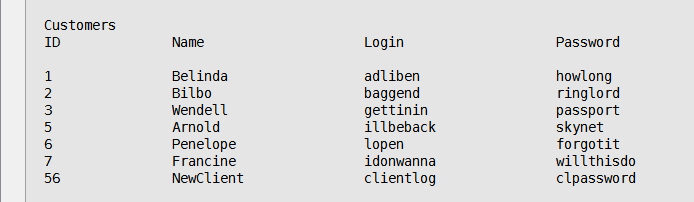 Customers
ID Name Login Password
1 Belinda adliben howlong
2 Bilbo baggend ringlord
3 Wendell gettinin passport
5 Arnold illbeback skynet
6 Penelope lopen forgotit
7 Francine idonwanna willthisdo
56 NewClient clientlog clpassword